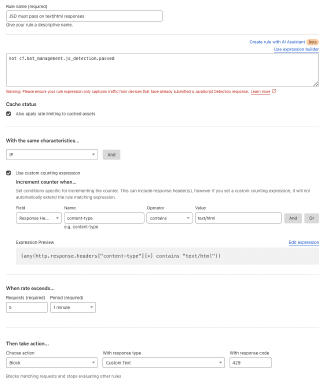 Rule name (required)
JSD must pass on text/html responses
Give your rule a descriptive name.
Create rule with AI Assistant Beta
Use expression builder
not cf.bot_management.js_detection.passed
Warning: Please ensure your rule expression only captures traffic from devices that have already submitted a JavaScript Detection response. Learn more
Cache status
Also apply rate limiting to cached assets
With the same characteristics...
IP
And
Use custom counting expression
Increment counter when...
Set conditions specific for incrementing the counter. This can include response header(s), however if you set a custom counting expression, it will not
automatically extend the rule matching expression.
Field Name Operator Value
Response He... content-type contains text/html And Or
e.g. content-type
Expression Preview Edit expression
(any(http.response.headers["content-type"][*] contains "text/html"))
When rate exceeds...
Requests (required) Period (required)
5 1 minute
Then take action...
Choose action With response type With response code
Block Custom Text 429
Blocks matching requests and stops evaluating other rules